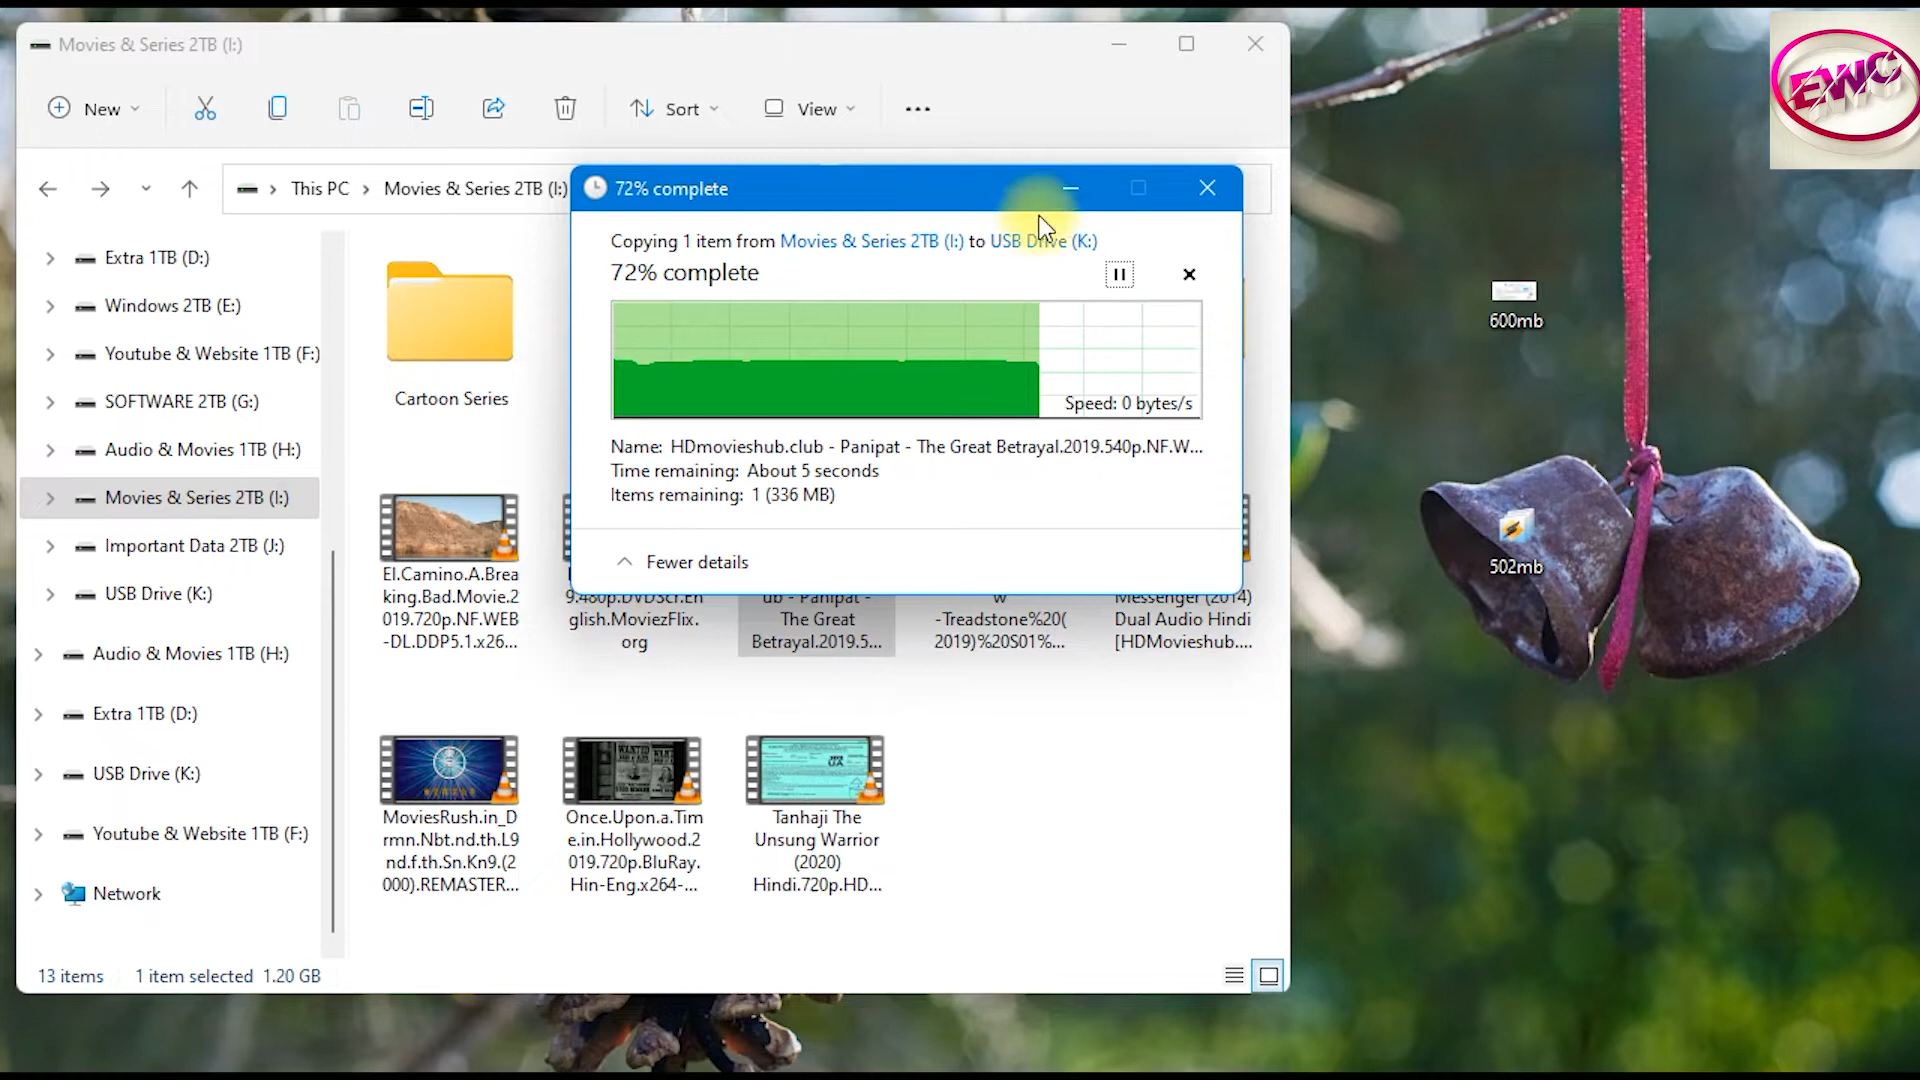 Movies & Series 2TB (I:)
EWC
New
Sort
View
This PC
Movies & Series 2TB (I:)
72% complete
Copying 1 item from Movies & Series 2TB (I:) to USB Drive (K:)
72% complete
Speed: 0 bytes/s
Name: HDmovieshub.club - Panipat - The Great Betrayal.2019.540p.NF.W...
Time remaining: About 5 seconds
Items remaining: 1 (336 MB)
Fewer details
Extra 1TB (D:)
Windows 2TB (E:)
Youtube & Website 1TB (F:)
SOFTWARE 2TB (G:)
Audio & Movies 1TB (H:)
Movies & Series 2TB (I:)
Important Data 2TB (J:)
USB Drive (K:)
Audio & Movies 1TB (H:)
Extra 1TB (D:)
USB Drive (K:)
Youtube & Website 1TB (F:)
Network
Cartoon Series
El.Camino.A.Brea
king.Bad.Movie.2
019.720p.NF.WEB
-DL.DDP5.1.x26...
9.480p.DVDScr.En
glish.MoviezFlix.
org
ub - Panipat -
The Great
Betrayal.2019.5...
w
-Treadstone%20(
2019)%20S01%...
Messenger (2014)
Dual Audio Hindi
[HDMovieshub....
MoviesRush.in_D
rmn.Nbt.nd.th.L9
nd.f.th.Sn.Kn9.(2
000).REMASTER...
WANTED
Once.Upon.a.Tim
e.in.Hollywood.2
019.720p.BluRay.
Hin-Eng.x264-...
UA
Tanhaji The
Unsung Warrior
(2020)
Hindi.720p.HD...
13 items
1 item selected 1.20 GB
600mb
502mb